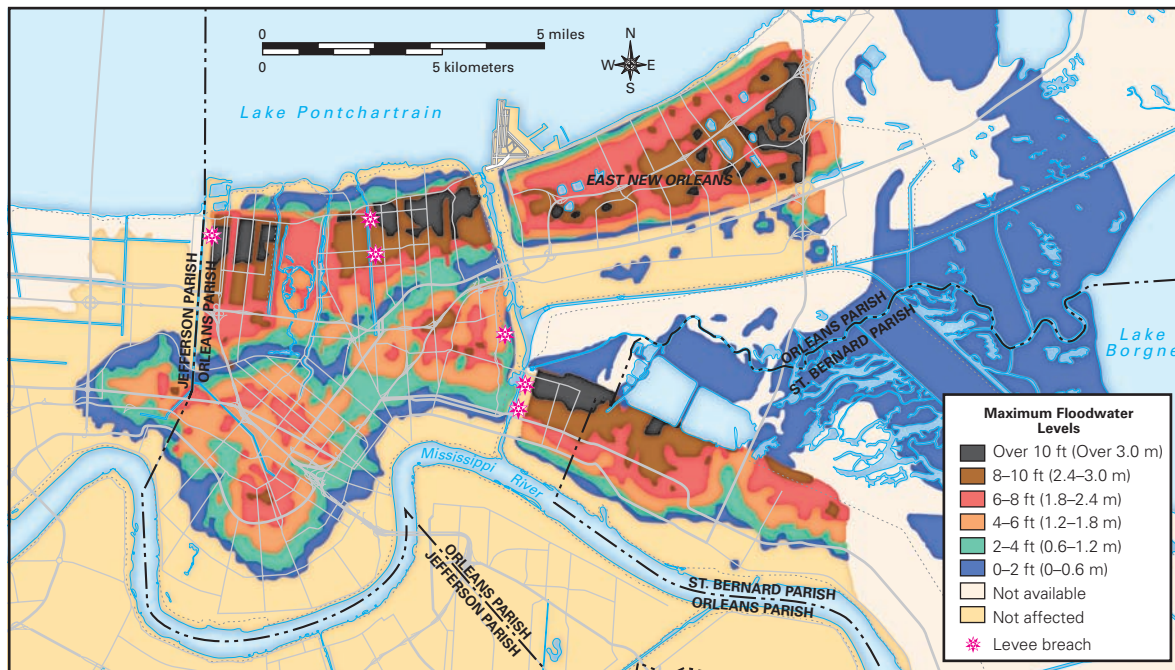 0 5 miles
0 5 kilometers
N
W E
S
Lake Pontchartrain
EAST NEW ORLEANS
JEFFERSON PARISH
ORLEANS PARISH
ORLEANS PARISH
ST. BERNARD PARISH
Lake
Borgne
Mississippi
River
ORLEANS PARISH
JEFFERSON PARISH
ST. BERNARD PARISH
ORLEANS PARISH
Maximum Floodwater
Levels
Over 10 ft (Over 3.0 m)
8–10 ft (2.4–3.0 m)
6–8 ft (1.8–2.4 m)
4–6 ft (1.2–1.8 m)
2–4 ft (0.6–1.2 m)
0–2 ft (0–0.6 m)
Not available
Not affected
Levee breach